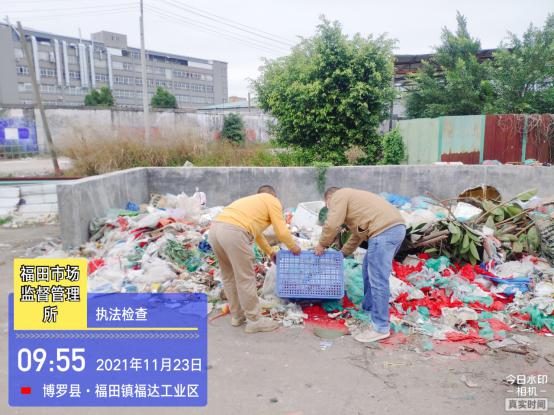 福田市场
监督管理
所
执法检查
09:55
2021年11月23日
博罗县·福田镇福达工业区
今日水印
相机
真实时间